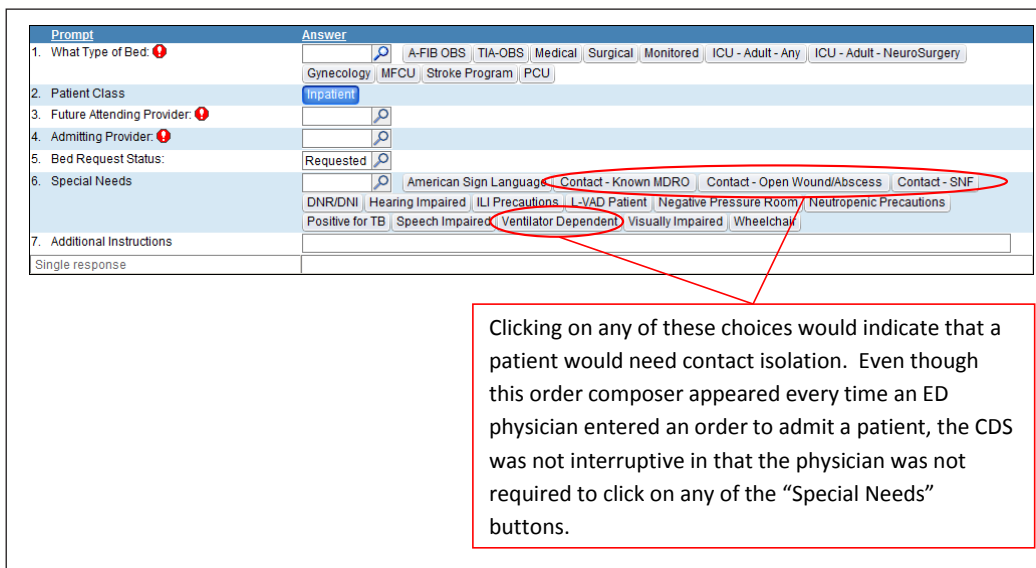 Prompt Answer
1. What Type of Bed: A-FIB OBS TIA-OBS Medical Surgical Monitored ICU - Adult - Any ICU - Adult - NeuroSurgery
Gynecology MFCU Stroke Program PCU
2. Patient Class Inpatient
3. Future Attending Provider:
4. Admitting Provider:
5. Bed Request Status: Requested
6. Special Needs American Sign Language Contact - Known MDRO Contact - Open Wound/Abscess Contact - SNF
DNR/DNI Hearing Impaired ILI Precautions L-VAD Patient Negative Pressure Room Neutropenic Precautions
Positive for TB Speech Impaired Ventilator Dependent Visually Impaired Wheelchair
7. Additional Instructions
Single response
Clicking on any of these choices would indicate that a
patient would need contact isolation. Even though
this order composer appeared every time an ED
physician entered an order to admit a patient, the CDS
was not interruptive in that the physician was not
required to click on any of the “Special Needs”
buttons.